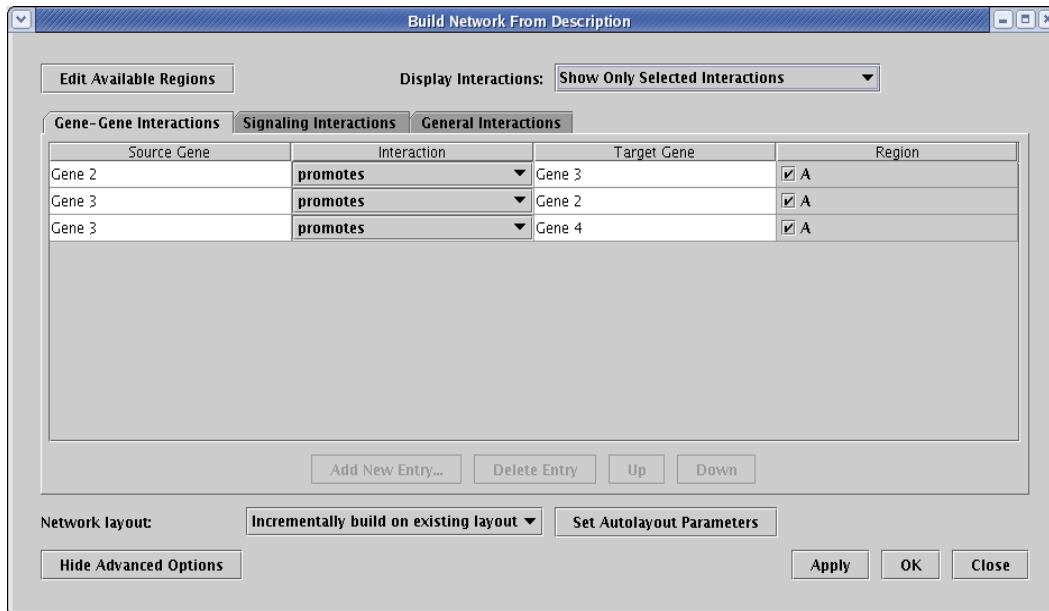 Build Network From Description
Edit Available Regions Display Interactions: Show Only Selected Interactions
Gene-Gene Interactions Signaling Interactions General Interactions
Source Gene Interaction Target Gene Region
Gene 2 promotes Gene 3 A
Gene 3 promotes Gene 2 A
Gene 3 promotes Gene 4 A
Add New Entry... Delete Entry Up Down
Network layout: Incrementally build on existing layout Set Autolayout Parameters
Hide Advanced Options Apply OK Close